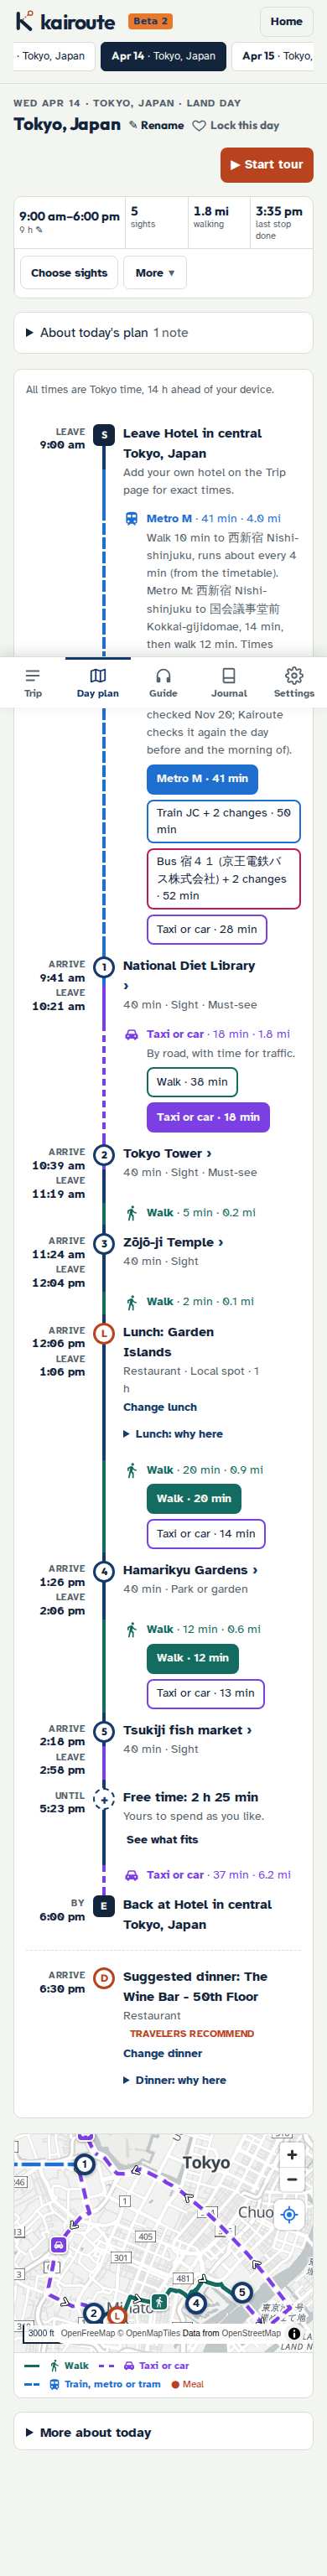 kairoute
Beta 2
Home
· Tokyo, Japan
Apr 14 · Tokyo, Japan
Apr 15 · Tokyo,
WED APR 14 · TOKYO, JAPAN · LAND DAY
Tokyo, Japan ✎ Rename Lock this day
▶ Start tour
9:00 am–6:00 pm
9 h ✎
5
sights
1.8 mi
walking
3:35 pm
last stop
done
Choose sights
More ▼
▶ About today's plan 1 note
All times are Tokyo time, 14 h ahead of your device.
LEAVE
9:00 am
S
Leave Hotel in central
Tokyo, Japan
Add your own hotel on the Trip
page for exact times.
Metro M · 41 min · 4.0 mi
Walk 10 min to 西新宿 Nishi-
shinjuku, runs about every 4
min (from the timetable).
Metro M: 西新宿 Nishi-
shinjuku to 国会議事堂前
Kokkai-gijidomae, 14 min,
then walk 12 min. Times
Trip
Day plan
Guide
Journal
Settings
checked Nov 20; Kairoute
checks it again the day
before and the morning of).
Metro M · 41 min
Train JC + 2 changes · 50
min
Bus 宿４１ (京王電鉄バ
ス株式会社) + 2 changes
· 52 min
Taxi or car · 28 min
ARRIVE
9:41 am
LEAVE
10:21 am
1
National Diet Library
›
40 min · Sight · Must-see
Taxi or car · 18 min · 1.8 mi
By road, with time for traffic.
Walk · 38 min
Taxi or car · 18 min
ARRIVE
10:39 am
LEAVE
11:19 am
2
Tokyo Tower ›
40 min · Sight · Must-see
Walk · 5 min · 0.2 mi
ARRIVE
11:24 am
LEAVE
12:04 pm
3
Zōjō-ji Temple ›
40 min · Sight
Walk · 2 min · 0.1 mi
ARRIVE
12:06 pm
LEAVE
1:06 pm
L
Lunch: Garden
Islands
Restaurant · Local spot · 1
h
Change lunch
▶ Lunch: why here
Walk · 20 min · 0.9 mi
Walk · 20 min
Taxi or car · 14 min
ARRIVE
1:26 pm
LEAVE
2:06 pm
4
Hamarikyu Gardens ›
40 min · Park or garden
Walk · 12 min · 0.6 mi
Walk · 12 min
Taxi or car · 13 min
ARRIVE
2:18 pm
LEAVE
2:58 pm
5
Tsukiji fish market ›
40 min · Sight
UNTIL
5:23 pm
+
Free time: 2 h 25 min
Yours to spend as you like.
See what fits
Taxi or car · 37 min · 6.2 mi
BY
6:00 pm
E
Back at Hotel in central
Tokyo, Japan
ARRIVE
6:30 pm
D
Suggested dinner: The
Wine Bar - 50th Floor
Restaurant
TRAVELERS RECOMMEND
Change dinner
▶ Dinner: why here
1
Tokyo
+
−
246
1
Chuo
405
301
3
481
5
4
2
L
3000 ft
OpenFreeMap © OpenMapTiles Data from OpenStreetMap
LAND N
Walk
Taxi or car
Train, metro or tram
Meal
▶ More about today